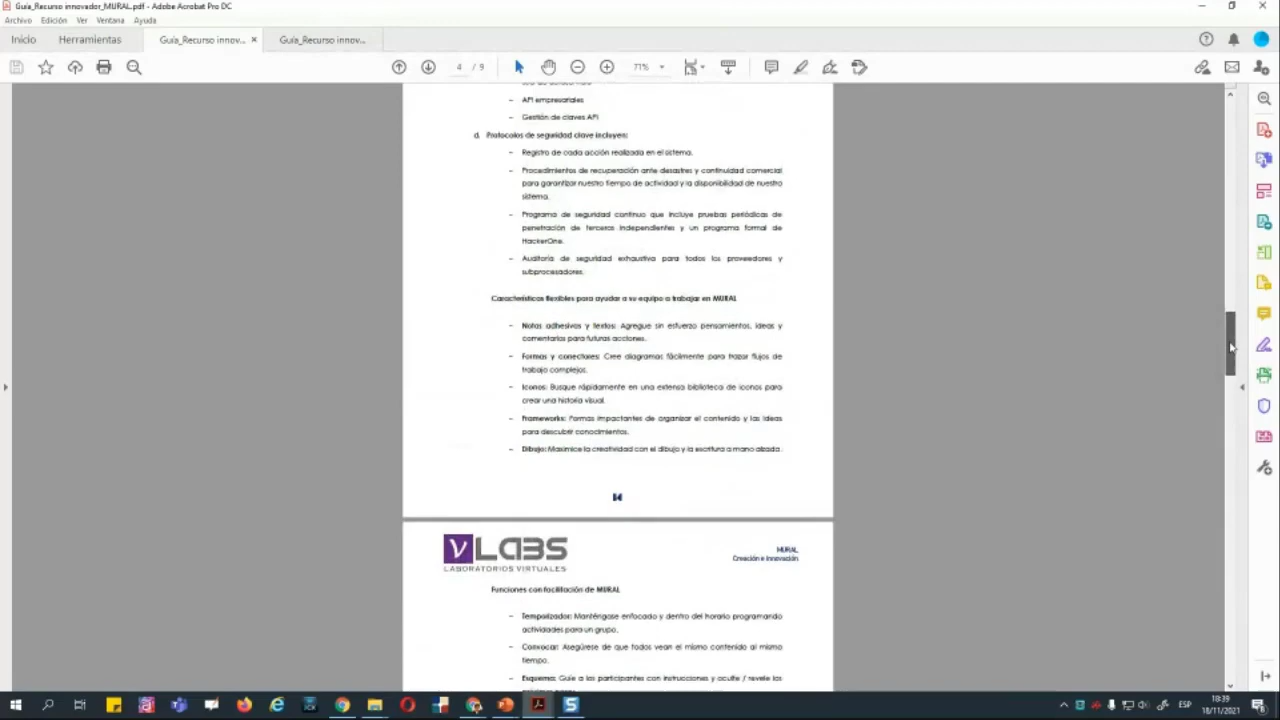 Guía_Recurso innovador_MURAL.pdf - Adobe Acrobat Pro DC
Archivo Edición Ver Ventana Ayuda
Inicio Herramientas Guía_Recurso innov... × Guía_Recurso innov...
4 / 9 71%
- API empresariales
- Gestión de claves API
d. Protocolos de seguridad clave incluyen:
- Registro de cada acción realizada en el sistema.
- Procedimientos de recuperación ante desastres y continuidad comercial
para garantizar nuestro tiempo de actividad y la disponibilidad de nuestro
sistema.
- Programa de seguridad continuo que incluye pruebas periódicas de
penetración de terceros independientes y un programa formal de
HackerOne.
- Auditoría de seguridad exhaustiva para todos los proveedores y
subprocesadores.
Características flexibles para ayudar a su equipo a trabajar en MURAL
- Notas adhesivas y textos: Agregue sin esfuerzo pensamientos, ideas y
comentarios para futuras acciones.
- Formas y conectores: Cree diagramas fácilmente para trazar flujos de
trabajo complejos.
- Iconos: Busque rápidamente en una extensa biblioteca de iconos para
crear una historia visual.
- Frameworks: Formas impactantes de organizar el contenido y las ideas
para descubrir conocimientos.
- Dibujo: Maximice la creatividad con el dibujo y la escritura a mano alzada.
VLABS
LABORATORIOS VIRTUALES
MURAL
Creación e Innovación
Funciones con facilitación de MURAL
- Temporizador: Manténgase enfocado y dentro del horario programando
actividades para un grupo.
- Convocar: Asegúrese de que todos vean el mismo contenido al mismo
tiempo.
- Esquema: Guíe a los participantes con instrucciones y oculte / revele los
ESP
18:39
18/11/2021